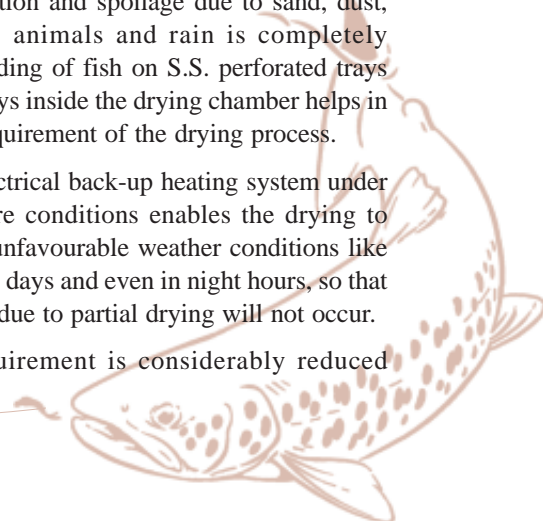 tion and spoilage due to sand, dust,
animals and rain is completely
ding of fish on S.S. perforated trays
ys inside the drying chamber helps in
quirement of the drying process.
ctrical back-up heating system under
re conditions enables the drying to
unfavourable weather conditions like
days and even in night hours, so that
due to partial drying will not occur.
uirement is considerably reduced